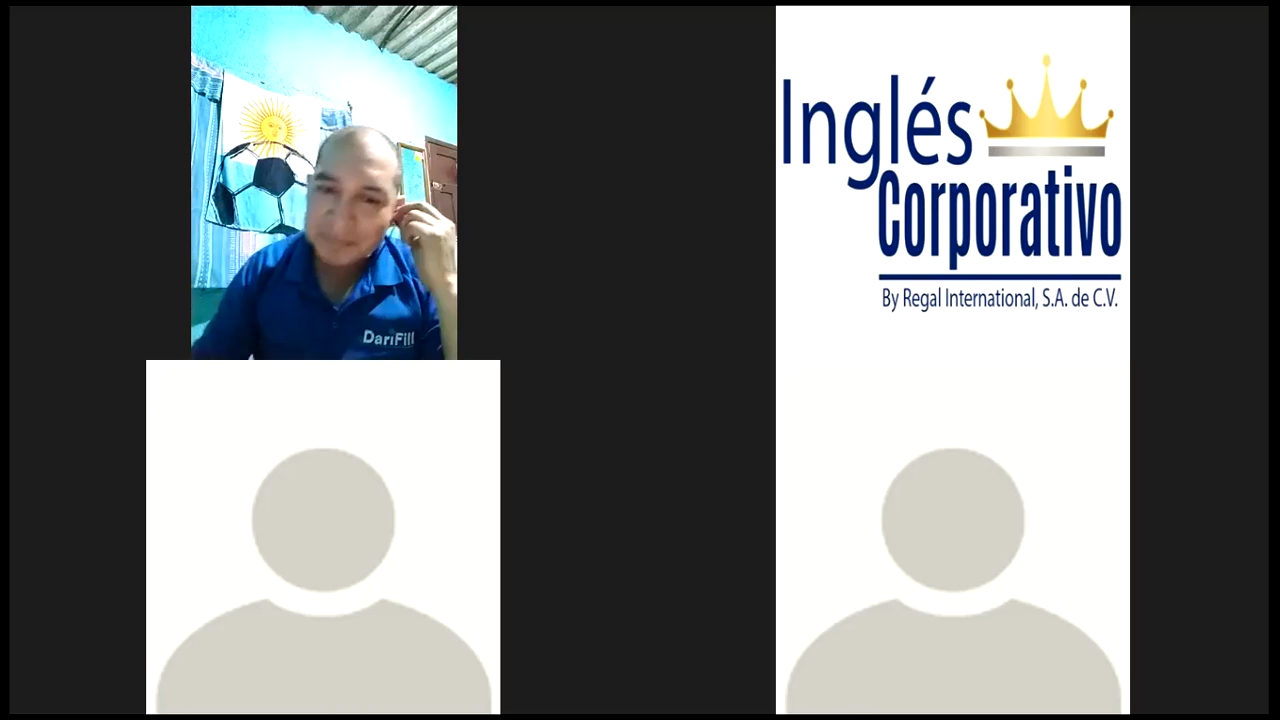 Inglés
Corporativo
By Regal International, S.A. de C.V.
DariFill